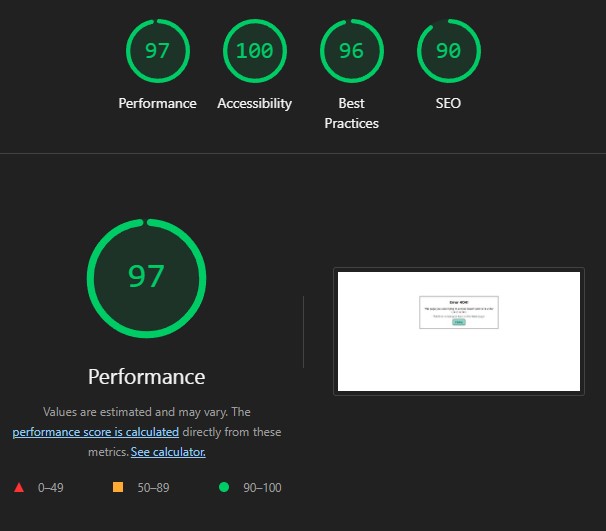 97
100
96
90
Performance
Accessibility
Best
Practices
SEO
97
Performance
Values are estimated and may vary. The
performance score is calculated directly from these
metrics. See calculator.
0–49
50–89
90–100
Error 404!